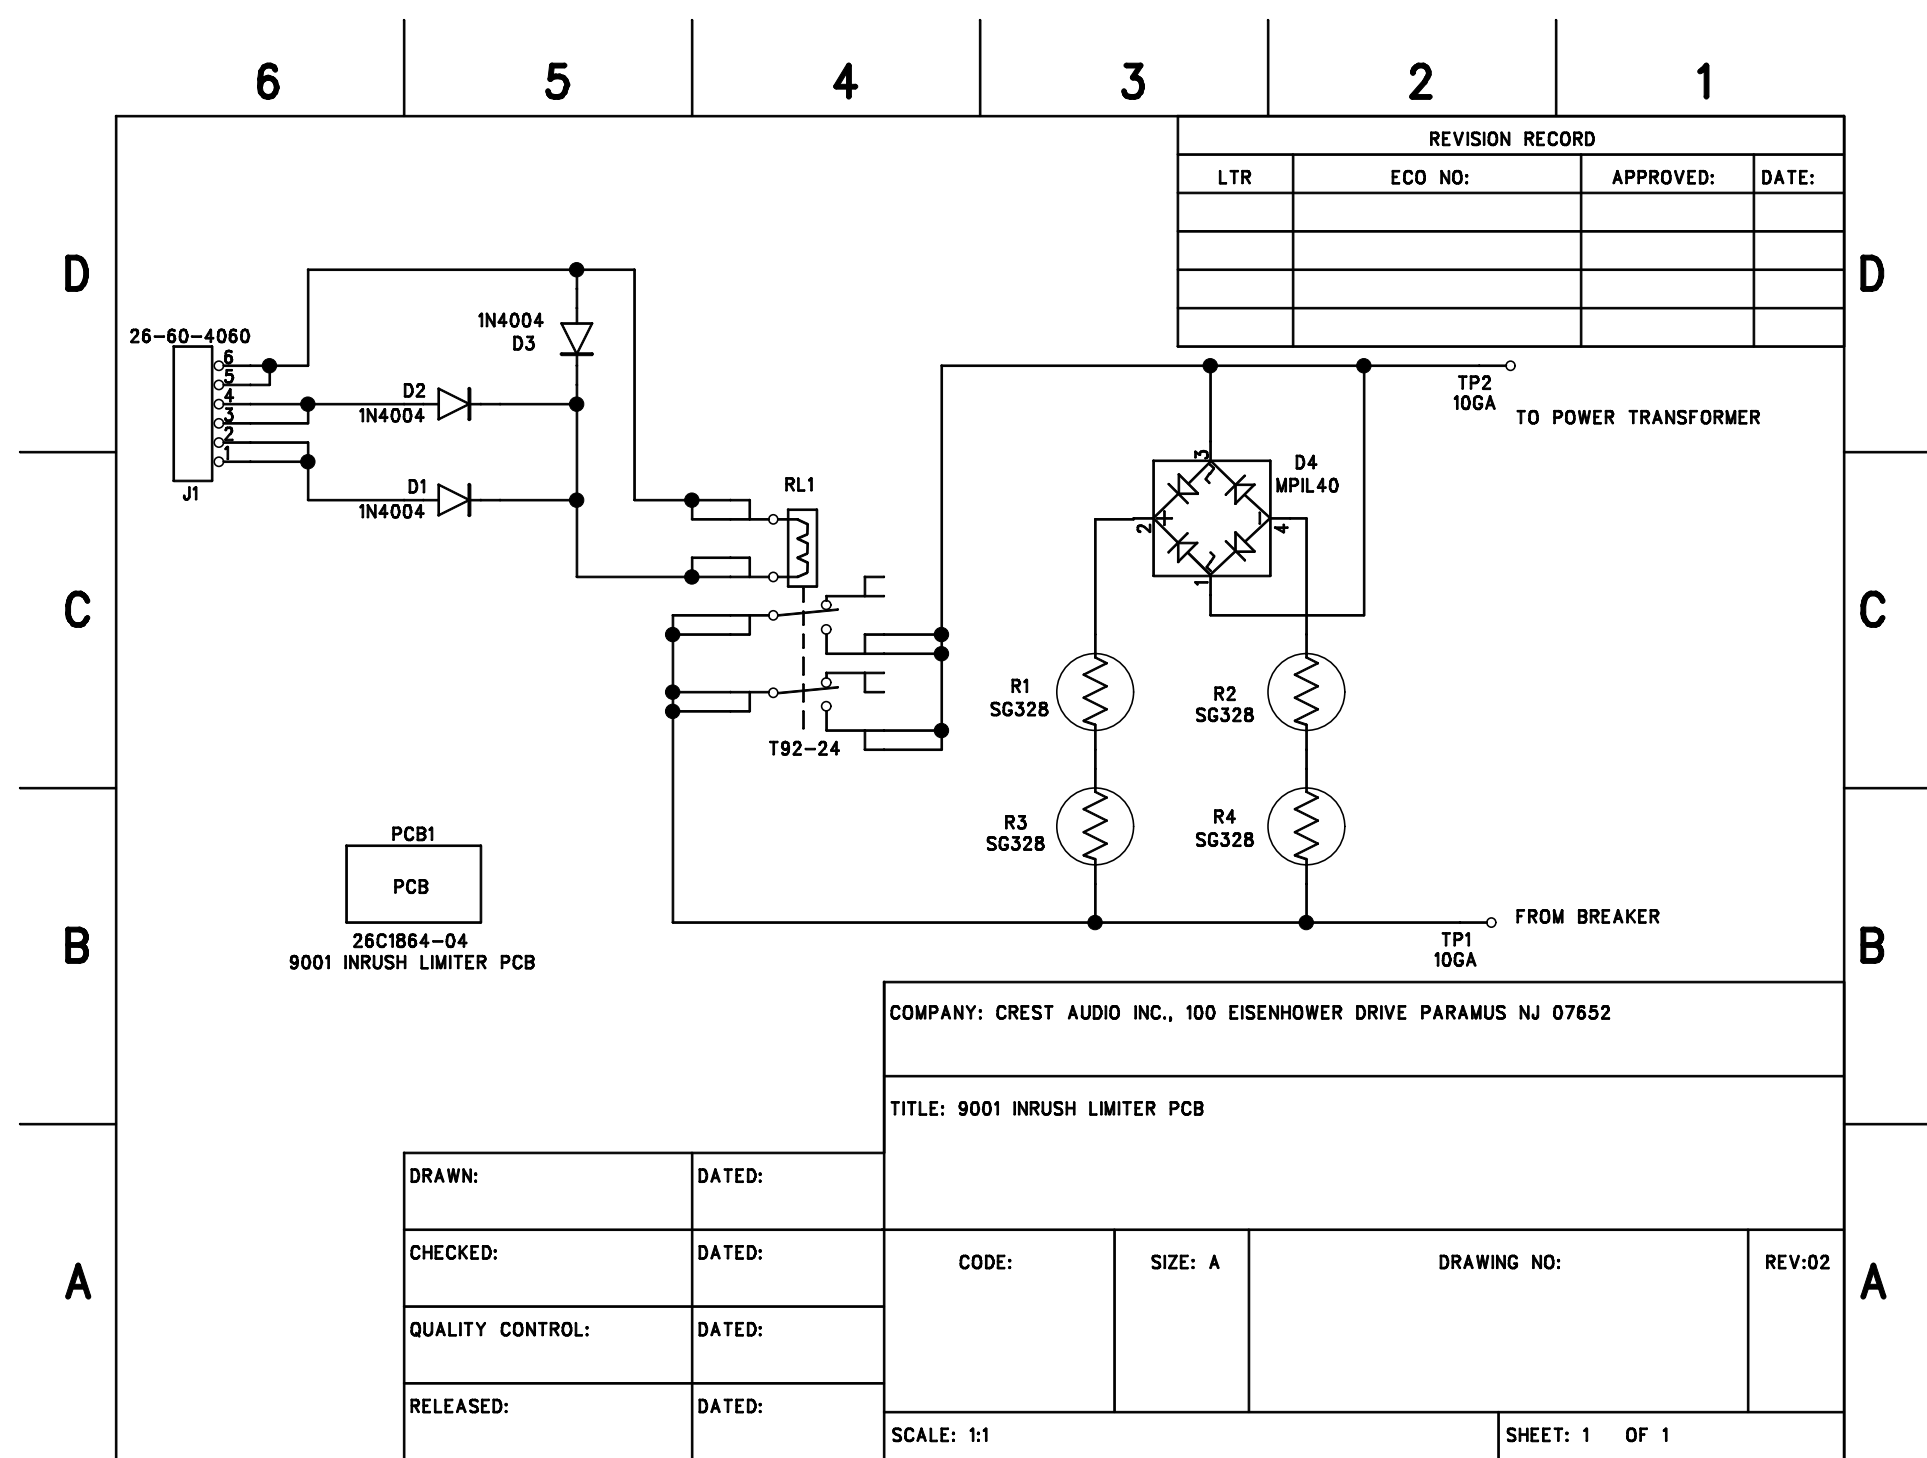 6 5 4 3 2 1
REVISION RECORD
LTR ECO NO: APPROVED: DATE:
D D
26-60-4060
6
5
4
3
2
1
J1
1N4004
D3
D2
1N4004
D1
1N4004
RL1
T92-24
TP2
10GA
TO POWER TRANSFORMER
3
D4
MPIL40
2
4
1
C C
R1
SG328
R2
SG328
R3
SG328
R4
SG328
PCB1
PCB
26C1864-04
9001 INRUSH LIMITER PCB
B B
FROM BREAKER
TP1
10GA
COMPANY: CREST AUDIO INC., 100 EISENHOWER DRIVE PARAMUS NJ 07652
TITLE: 9001 INRUSH LIMITER PCB
DRAWN: DATED:
CHECKED: DATED:
CODE: SIZE: A DRAWING NO: REV:02
A A
QUALITY CONTROL: DATED:
RELEASED: DATED:
SCALE: 1:1 SHEET: 1 OF 1